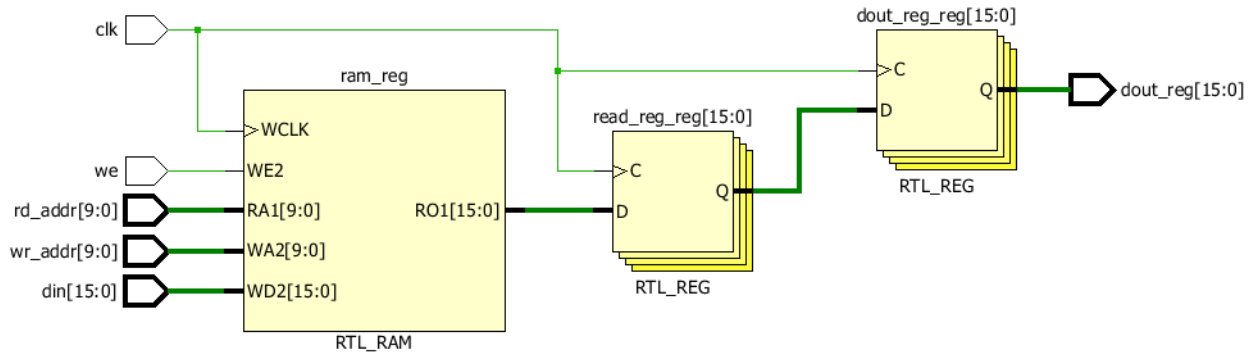 clk
we
rd_addr[9:0]
wr_addr[9:0]
din[15:0]
ram_reg
WCLK
WE2
RA1[9:0] RO1[15:0]
WA2[9:0]
WD2[15:0]
RTL_RAM
read_reg_reg[15:0]
C
Q
D
RTL_REG
dout_reg_reg[15:0]
C
Q
D
RTL_REG
dout_reg[15:0]